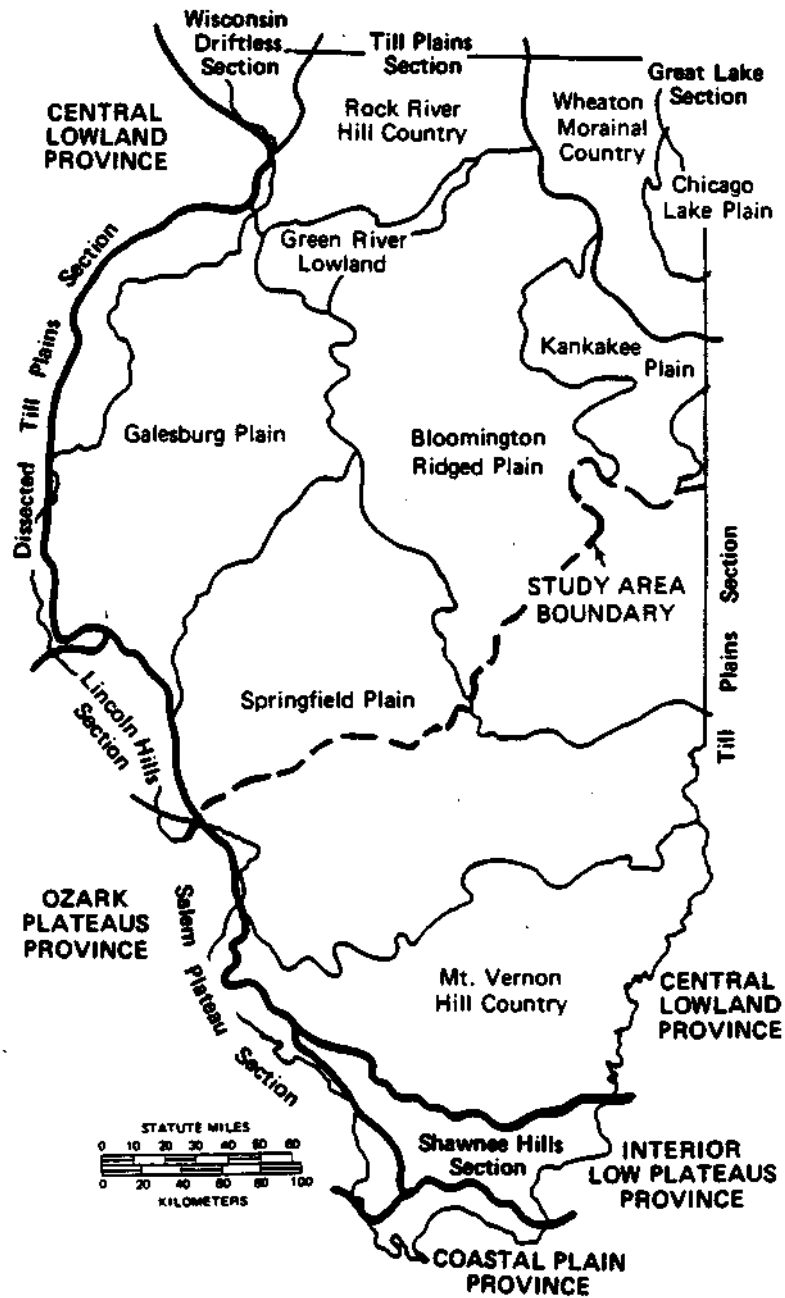 Wisconsin
Driftless
Section
Till Plains
Section
Great Lake
Section
CENTRAL
LOWLAND
PROVINCE
Rock River
Hill Country
Wheaton
Morainal
Country
Chicago
Lake Plain
Green River
Lowland
Dissected Till Plains Section
Kankakee
Plain
Galesburg Plain
Bloomington
Ridged Plain
STUDY AREA
BOUNDARY
Till Plains Section
Lincoln Hills
Section
Springfield Plain
OZARK
PLATEAUS
PROVINCE
Salem Plateau Section
Mt. Vernon
Hill Country
CENTRAL
LOWLAND
PROVINCE
STATUTE MILES
0 10 20 30 40 50 60
0 20 40 60 80 100
KILOMETERS
Shawnee Hills
Section
INTERIOR
LOW PLATEAUS
PROVINCE
COASTAL PLAIN
PROVINCE